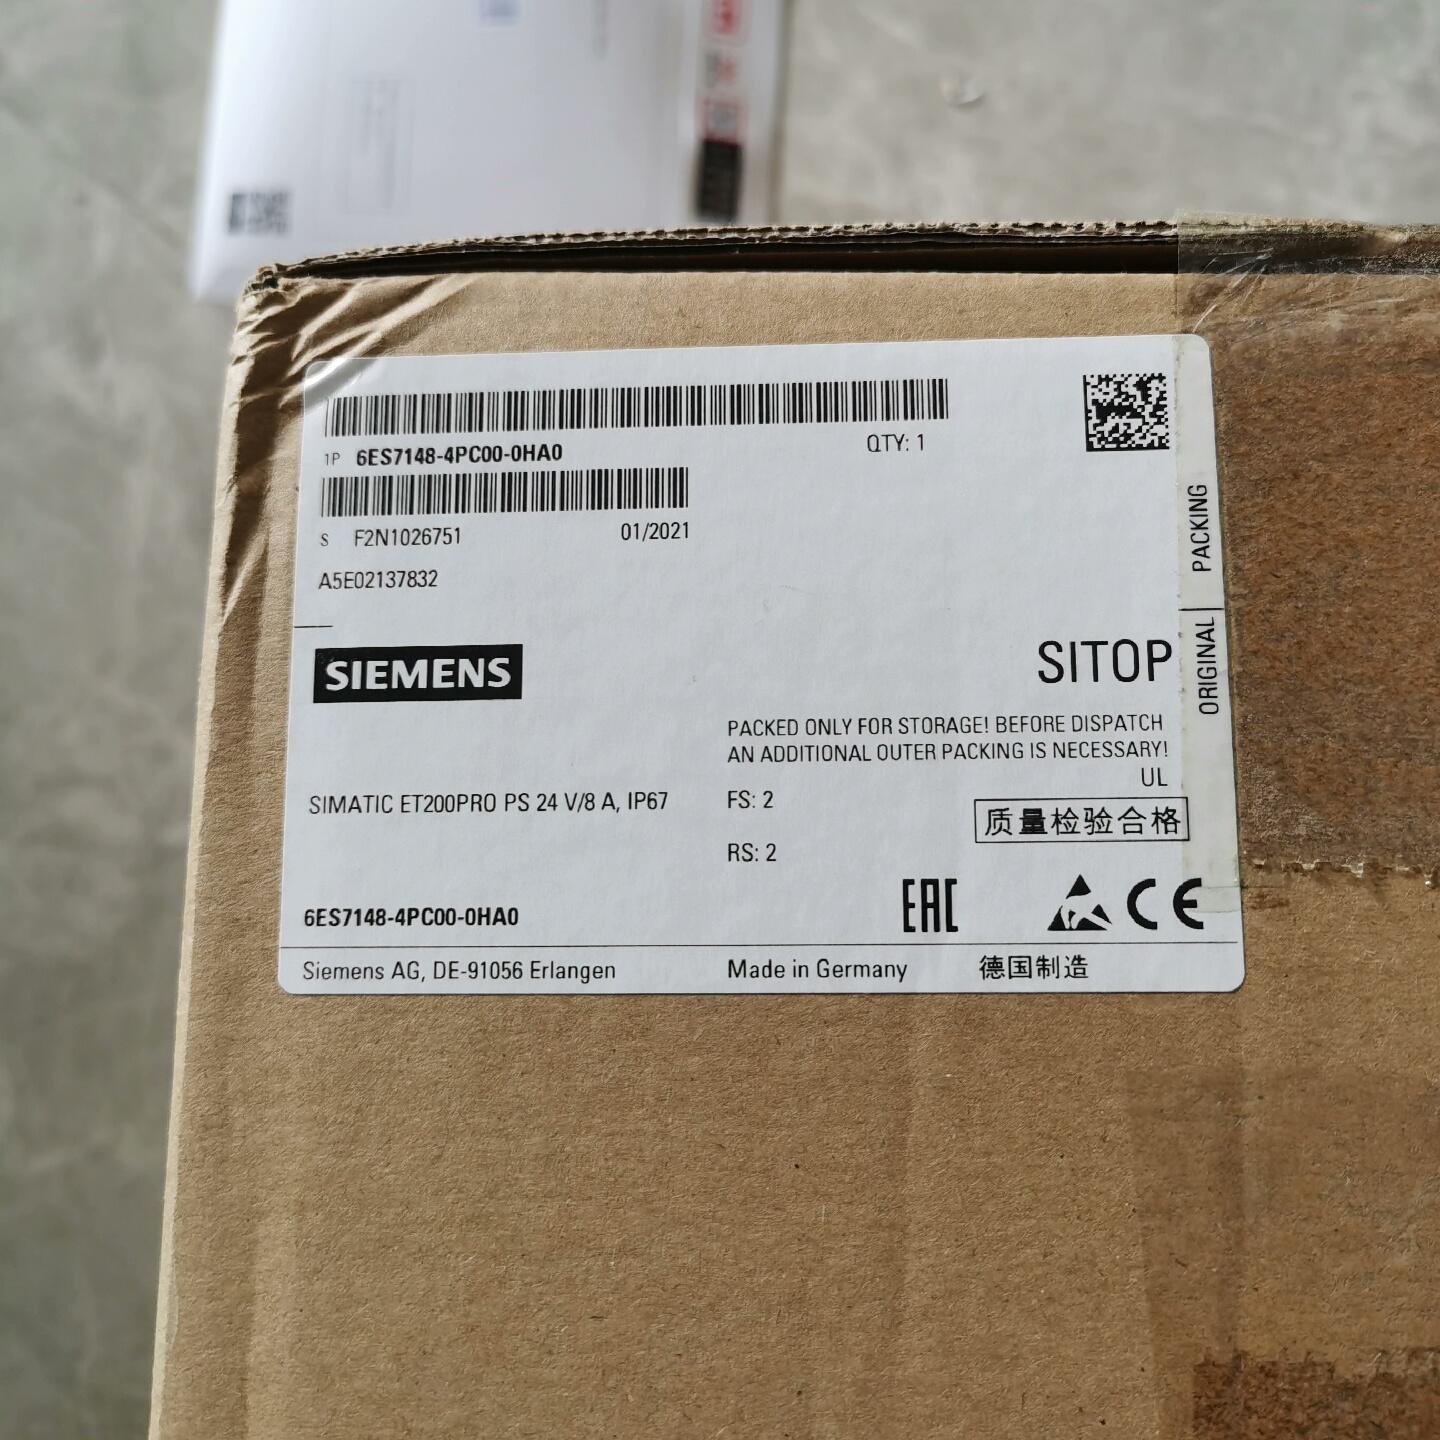 1P 6ES7148-4PC00-0HA0 QTY: 1
S F2N1026751 01/2021
A5E02137832
ORIGINAL PACKING
SIEMENS
SITOP
PACKED ONLY FOR STORAGE! BEFORE DISPATCH
AN ADDITIONAL OUTER PACKING IS NECESSARY!
UL
SIMATIC ET200PRO PS 24 V/8 A, IP67
FS: 2
质量检验合格
RS: 2
6ES7148-4PC00-0HA0
EAC
CE
Siemens AG, DE-91056 Erlangen Made in Germany 德国制造